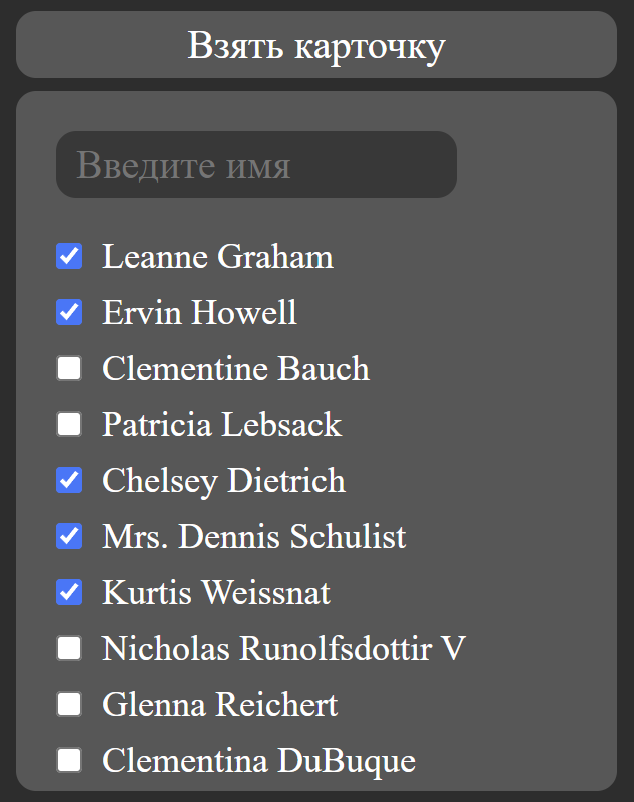 Взять карточку
Введите имя
Leanne Graham
Ervin Howell
Clementine Bauch
Patricia Lebsack
Chelsey Dietrich
Mrs. Dennis Schulist
Kurtis Weissnat
Nicholas Runolfsdottir V
Glenna Reichert
Clementina DuBuque